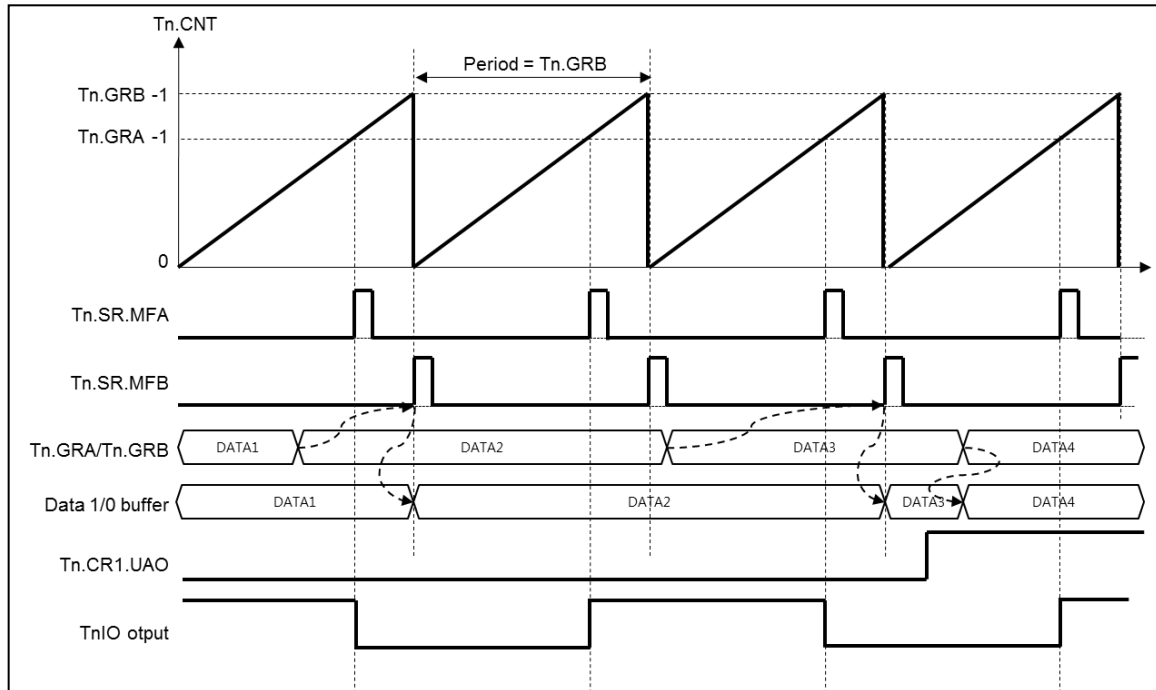 Tn.CNT
Period = Tn.GRB
Tn.GRB -1
Tn.GRA -1
0
Tn.SR.MFA
Tn.SR.MFB
Tn.GRA/Tn.GRB
DATA1
DATA2
DATA3
DATA4
Data 1/0 buffer
DATA1
DATA2
DATA3
DATA4
Tn.CR1.UAO
TnIO otput